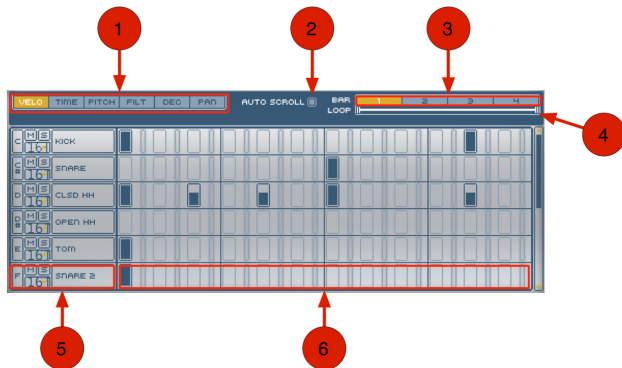 1
2
3
VELO TIME PITCH FILT DEC PAN AUTO SCROLL BAR 1 2 3 4
LOOP
4
C M S KICK
16
C# M S SNARE
16
D M S CLSD HH
16
D# M S OPEN HH
16
E M S TOM
16
F M S SNARE 2
16
5
6